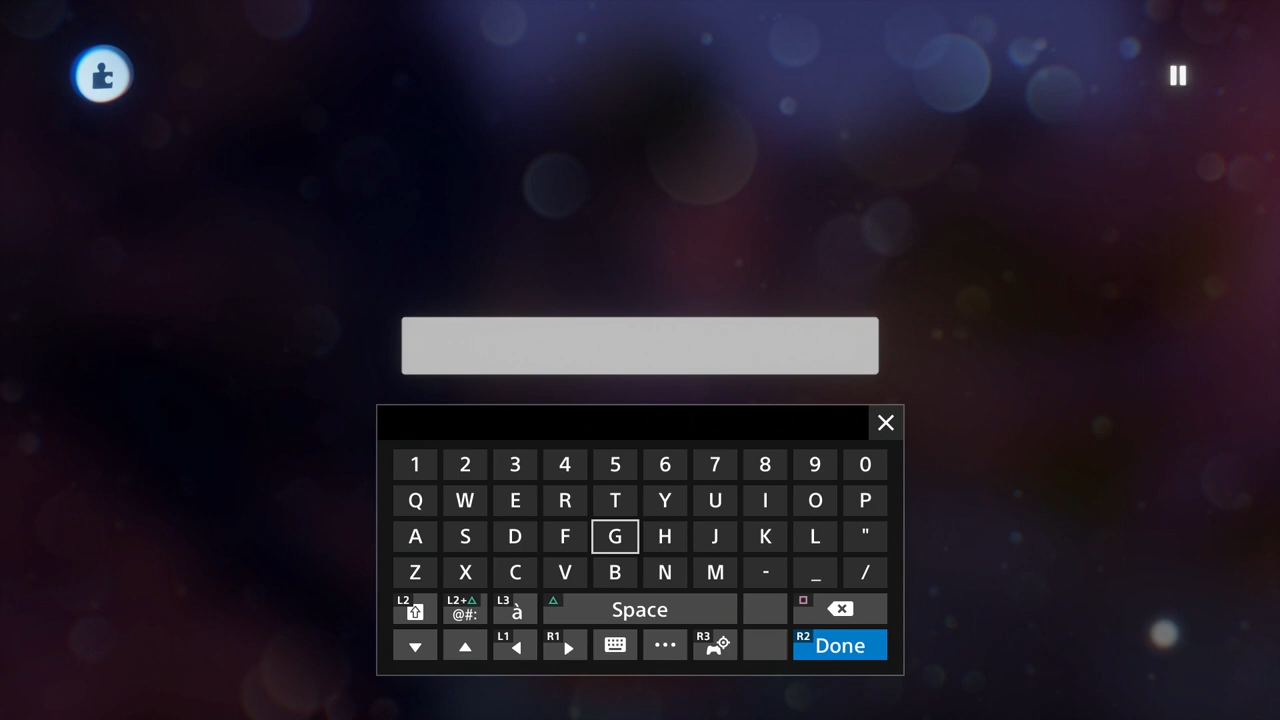 1 2 3 4 5 6 7 8 9 0
Q W E R T Y U I O P
A S D F G H J K L "
Z X C V B N M - _ /
L2 L2+△ @#: L3 à △ Space □
L1 R1 ... R3 R2 Done